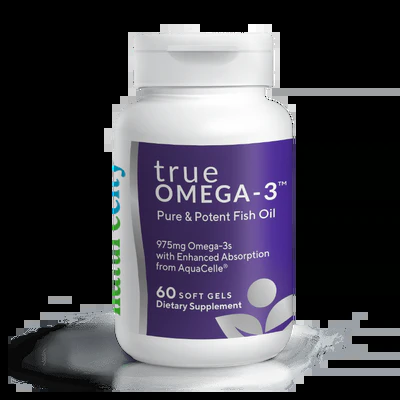 naturecity
true
OMEGA-3™
Pure & Potent Fish Oil
975mg Omega-3s
with Enhanced Absorption
from AquaCelle®
60 SOFT GELS
Dietary Supplement